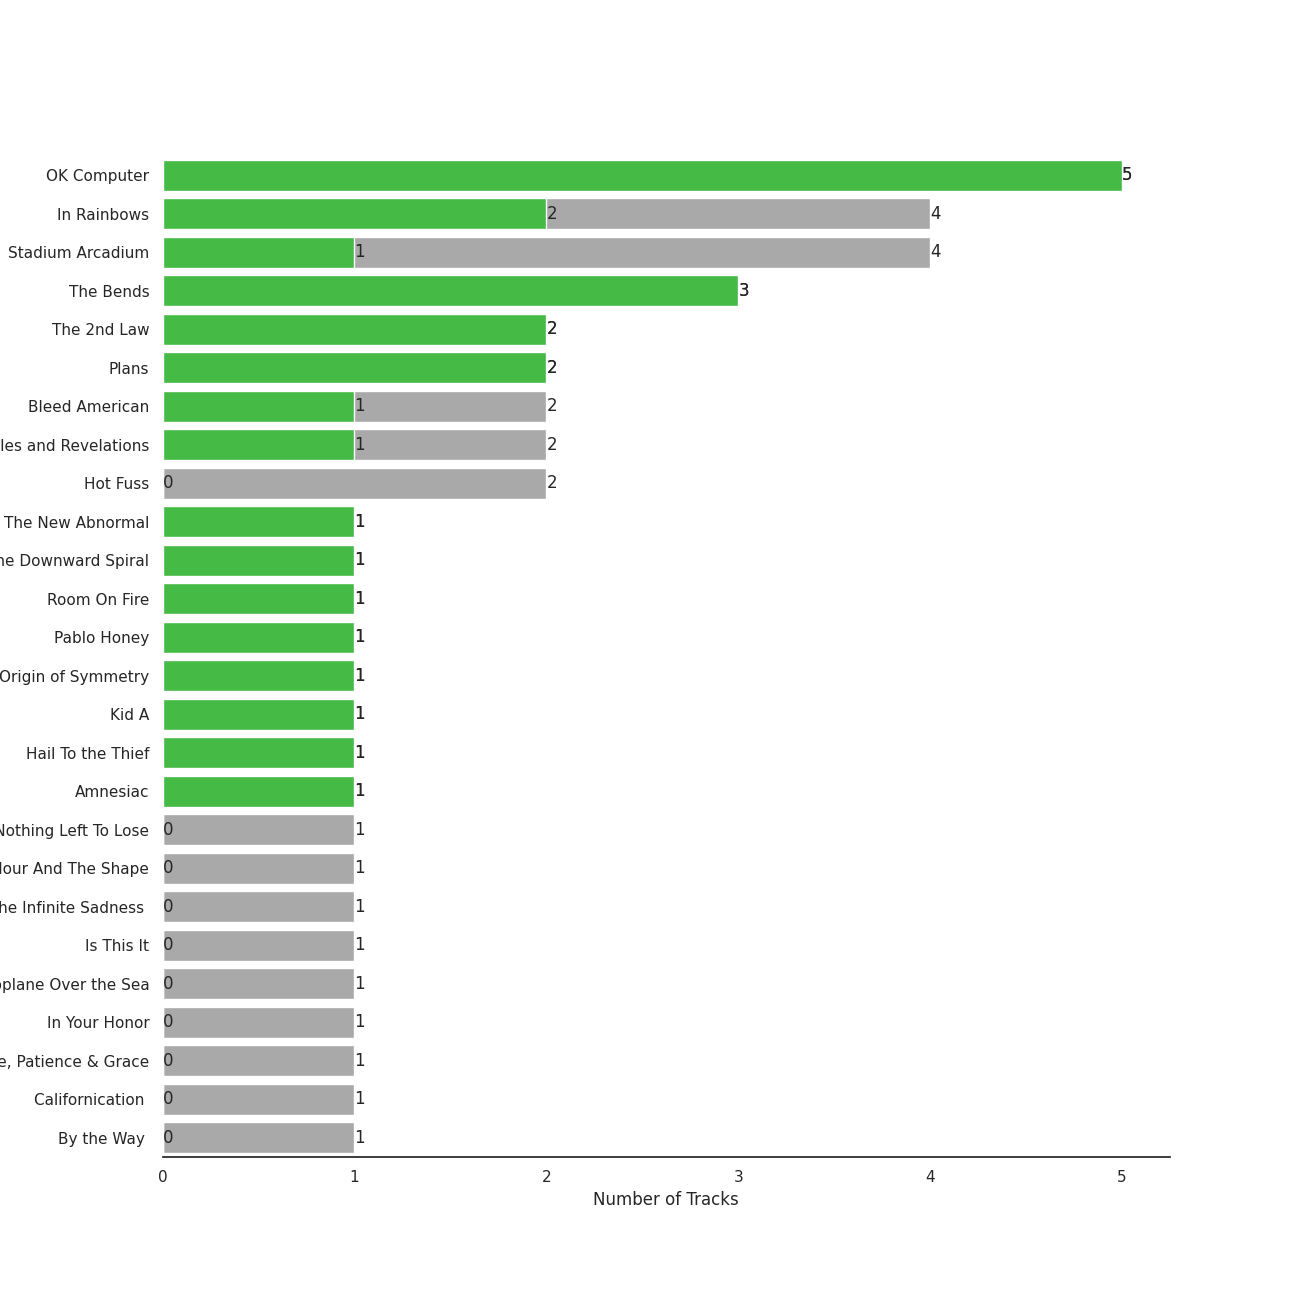 OK Computer 5
In Rainbows 2 4
Stadium Arcadium 1 4
The Bends 3
The 2nd Law 2
Plans 2
Bleed American 1 2
les and Revelations 1 2
Hot Fuss 0 2
The New Abnormal 1
ne Downward Spiral 1
Room On Fire 1
Pablo Honey 1
Origin of Symmetry 1
Kid A 1
Hail To the Thief 1
Amnesiac 1
Nothing Left To Lose 0 1
lour And The Shape 0 1
he Infinite Sadness 0 1
Is This It 0 1
oplane Over the Sea 0 1
In Your Honor 0 1
e, Patience & Grace 0 1
Californication 0 1
By the Way 0 1
0 1 2 3 4 5
Number of Tracks